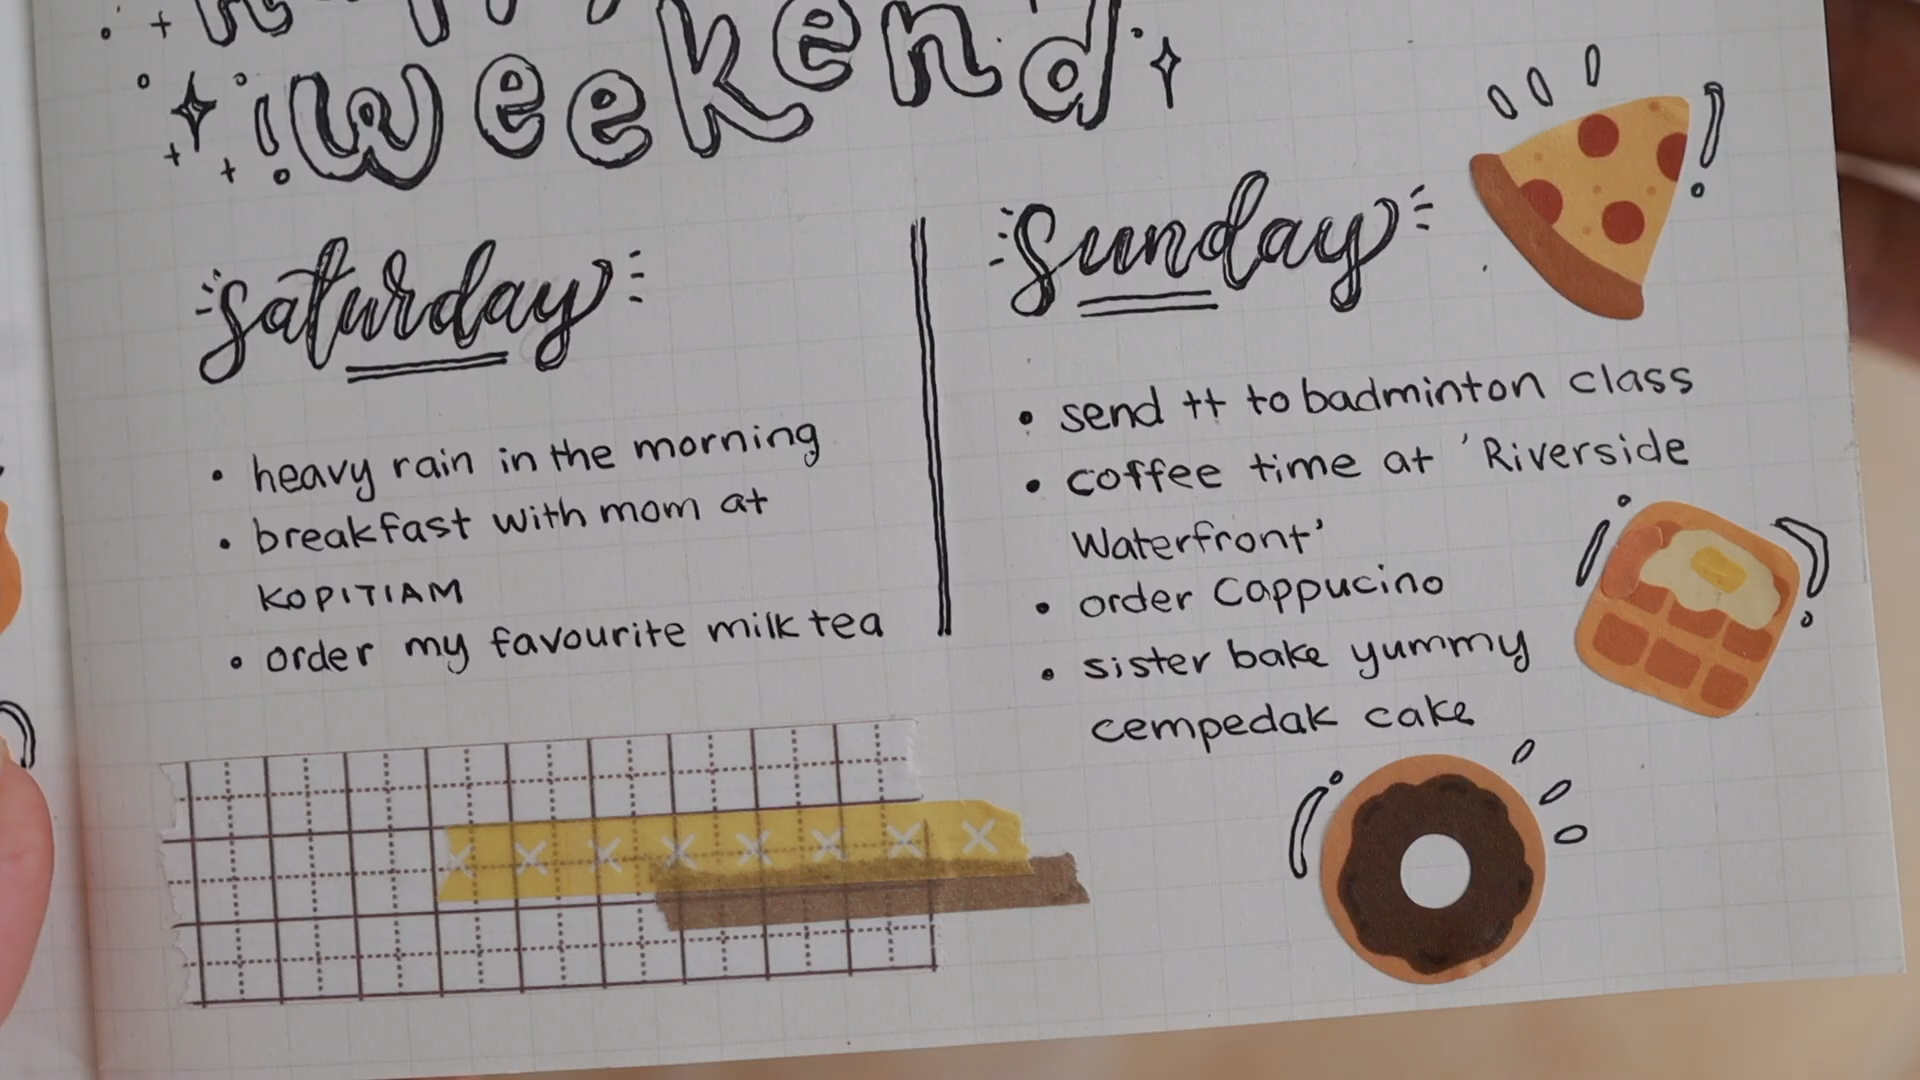 weekend
saturday
• heavy rain in the morning
• breakfast with mom at
KOPITIAM
• order my favourite milk tea
sunday
• send tt to badminton class
• coffee time at 'Riverside
Waterfront'
• order Cappucino
• sister bake yummy
cempedak cake